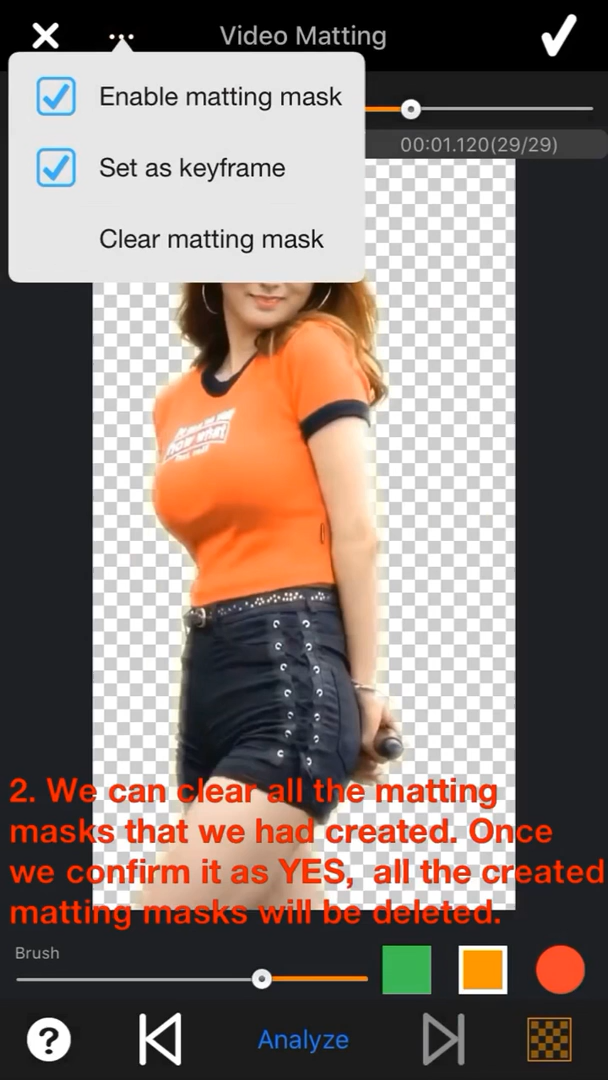 Video Matting
Enable matting mask
Set as keyframe
Clear matting mask
00:01.120(29/29)
2. We can clear all the matting
masks that we had created. Once
we confirm it as YES,  all the created
matting masks will be deleted.
Brush
?
Analyze